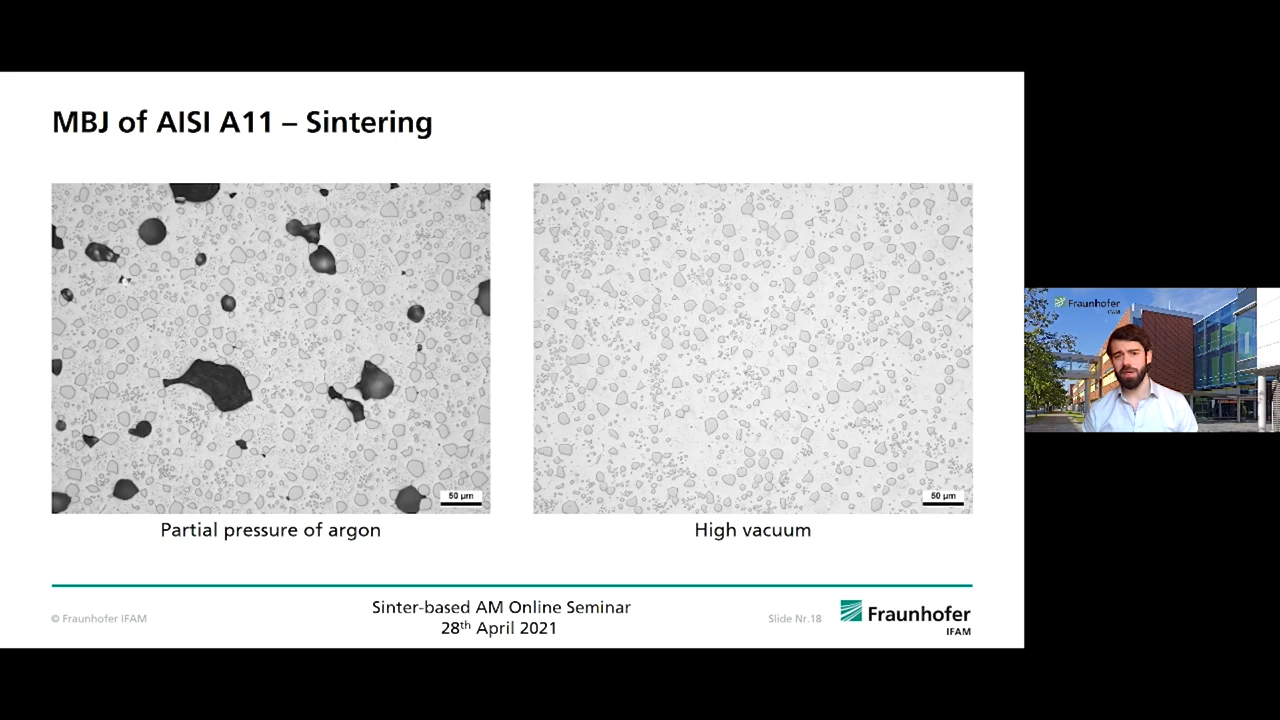 MBJ of AISI A11 – Sintering
50 µm
50 µm
Partial pressure of argon
High vacuum
© Fraunhofer IFAM
Sinter-based AM Online Seminar
28th April 2021
Slide Nr.18
Fraunhofer
IFAM
Fraunhofer
IFAM